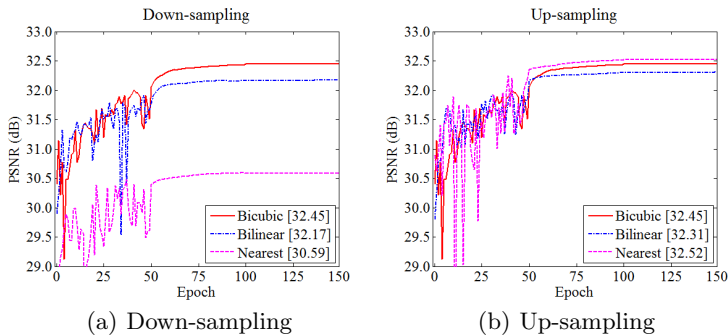 Down-sampling
33.0
32.5
32.0
31.5
31.0
30.5
30.0
29.5
29.0
PSNR (dB)
0
25
50
75
100
125
150
Epoch
Bicubic [32.45]
Bilinear [32.17]
Nearest [30.59]
(a) Down-sampling
Up-sampling
33.0
32.5
32.0
31.5
31.0
30.5
30.0
29.5
29.0
PSNR (dB)
0
25
50
75
100
125
150
Epoch
Bicubic [32.45]
Bilinear [32.31]
Nearest [32.52]
(b) Up-sampling